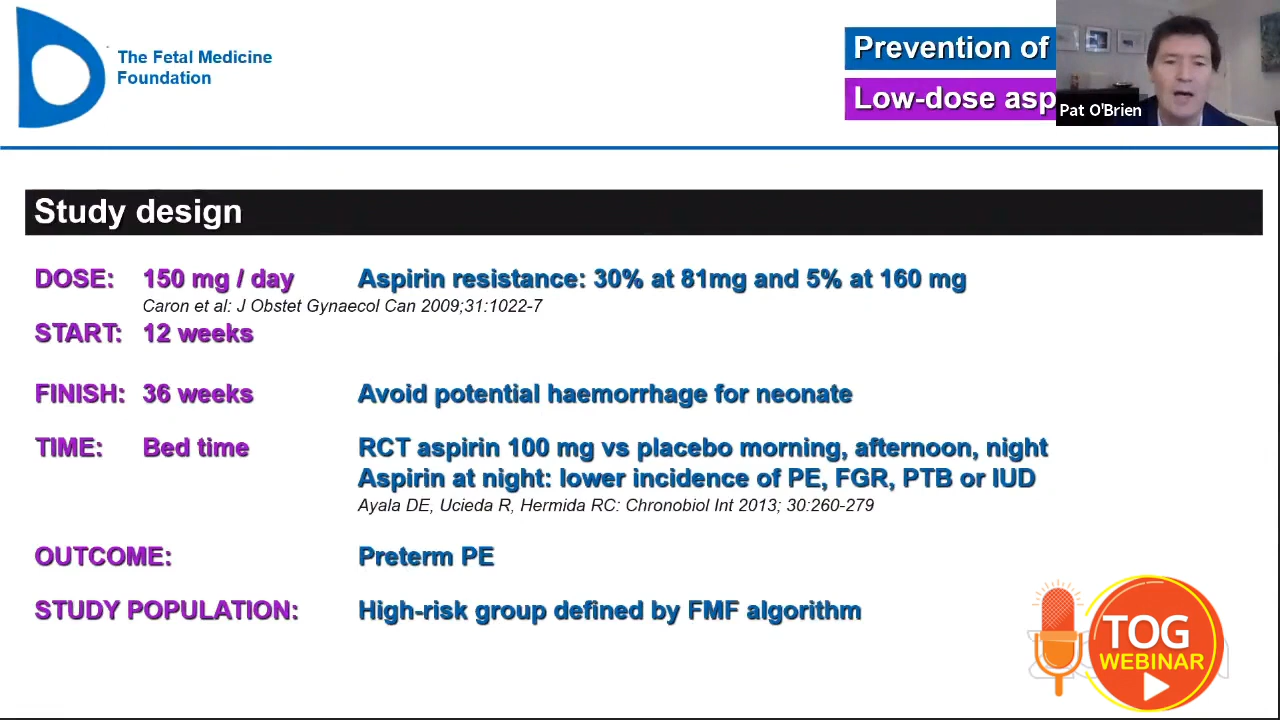 The Fetal Medicine
Foundation
Prevention of
Low-dose asp
Pat O'Brien
Study design
DOSE: 150 mg / day Aspirin resistance: 30% at 81mg and 5% at 160 mg
Caron et al: J Obstet Gynaecol Can 2009;31:1022-7
START: 12 weeks
FINISH: 36 weeks Avoid potential haemorrhage for neonate
TIME: Bed time RCT aspirin 100 mg vs placebo morning, afternoon, night
Aspirin at night: lower incidence of PE, FGR, PTB or IUD
Ayala DE, Ucieda R, Hermida RC: Chronobiol Int 2013; 30:260-279
OUTCOME: Preterm PE
STUDY POPULATION: High-risk group defined by FMF algorithm
TOG
WEBINAR